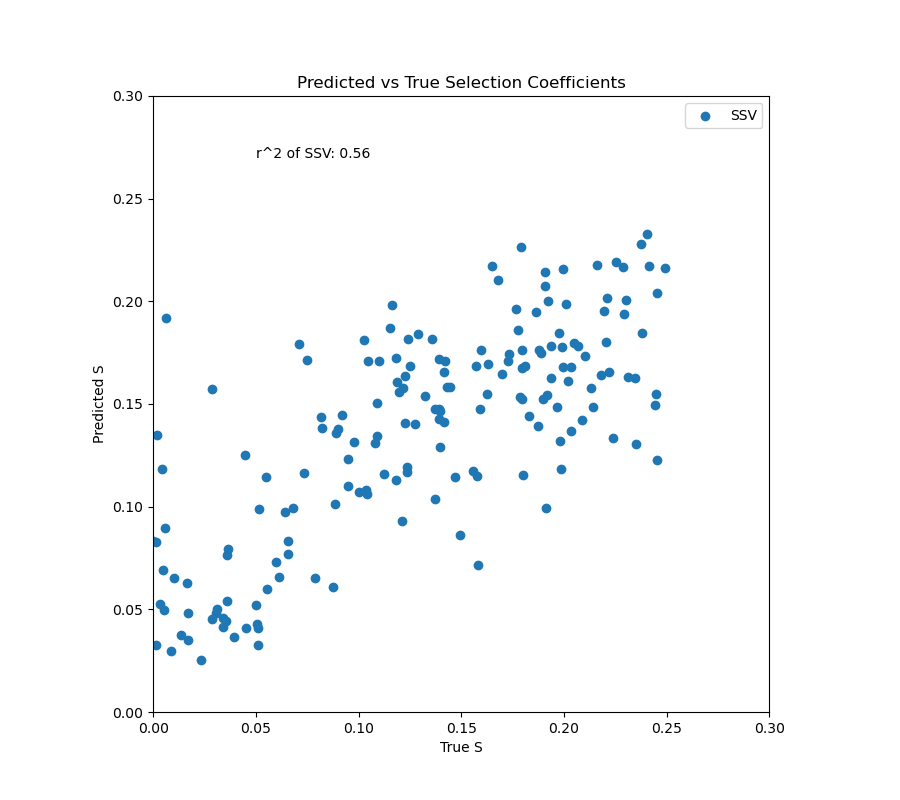 Predicted vs True Selection Coefficients
0.30
SSV
r^2 of SSV: 0.56
0.25
0.20
0.15
Predicted S
0.10
0.05
0.00
0.00 0.05 0.10 0.15 0.20 0.25 0.30
True S